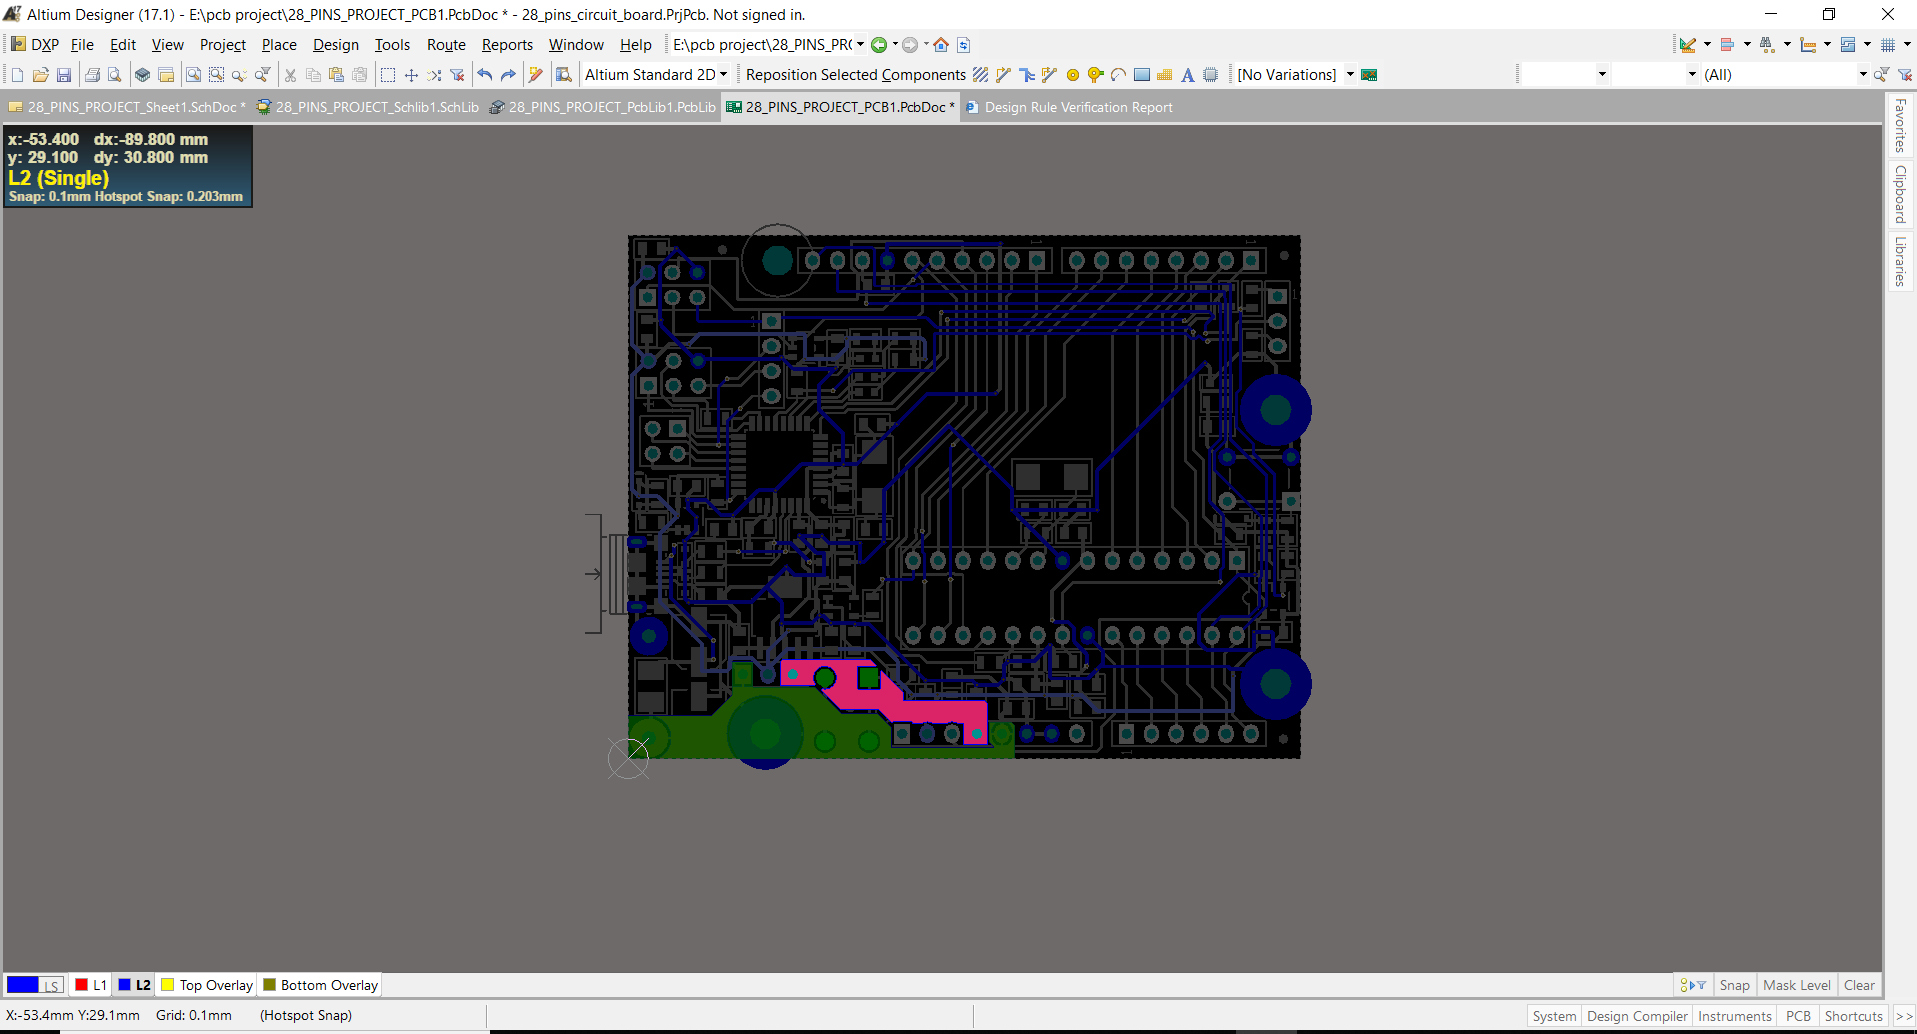 Altium Designer (17.1) - E:\pcb project\28_PINS_PROJECT_PCB1.PcbDoc * - 28_pins_circuit_board.PrjPcb. Not signed in.
DXP File Edit View Project Place Design Tools Route Reports Window Help E:\pcb project\28_PINS_PR(
Altium Standard 2D Reposition Selected Components [No Variations] (All)
28_PINS_PROJECT_Sheet1.SchDoc * 28_PINS_PROJECT_Schlib1.SchLib 28_PINS_PROJECT_PcbLib1.PcbLib 28_PINS_PROJECT_PCB1.PcbDoc * Design Rule Verification Report
x:-53.400 dx:-89.800 mm
y: 29.100 dy: 30.800 mm
L2 (Single)
Snap: 0.1mm Hotspot Snap: 0.203mm
Favorites
Clipboard
Libraries
LS L1 L2 Top Overlay Bottom Overlay Snap Mask Level Clear
X:-53.4mm Y:29.1mm Grid: 0.1mm (Hotspot Snap) System Design Compiler Instruments PCB Shortcuts >>